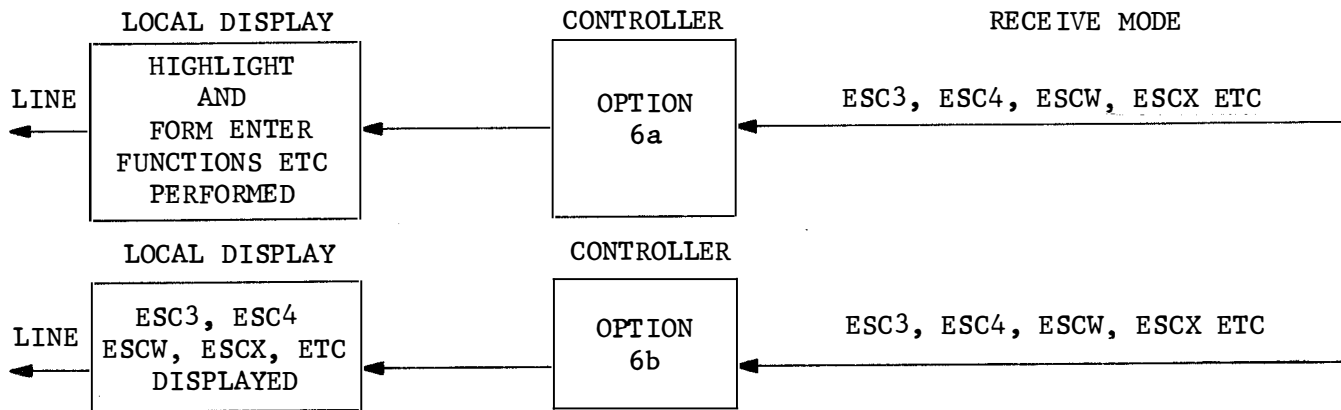 LOCAL DISPLAY
CONTROLLER
RECEIVE MODE
LINE
HIGHLIGHT
AND
FORM ENTER
FUNCTIONS ETC
PERFORMED
OPTION
6a
ESC3, ESC4, ESCW, ESCX ETC
LOCAL DISPLAY
CONTROLLER
LINE
ESC3, ESC4
ESCW, ESCX, ETC
DISPLAYED
OPTION
6b
ESC3, ESC4, ESCW, ESCX ETC